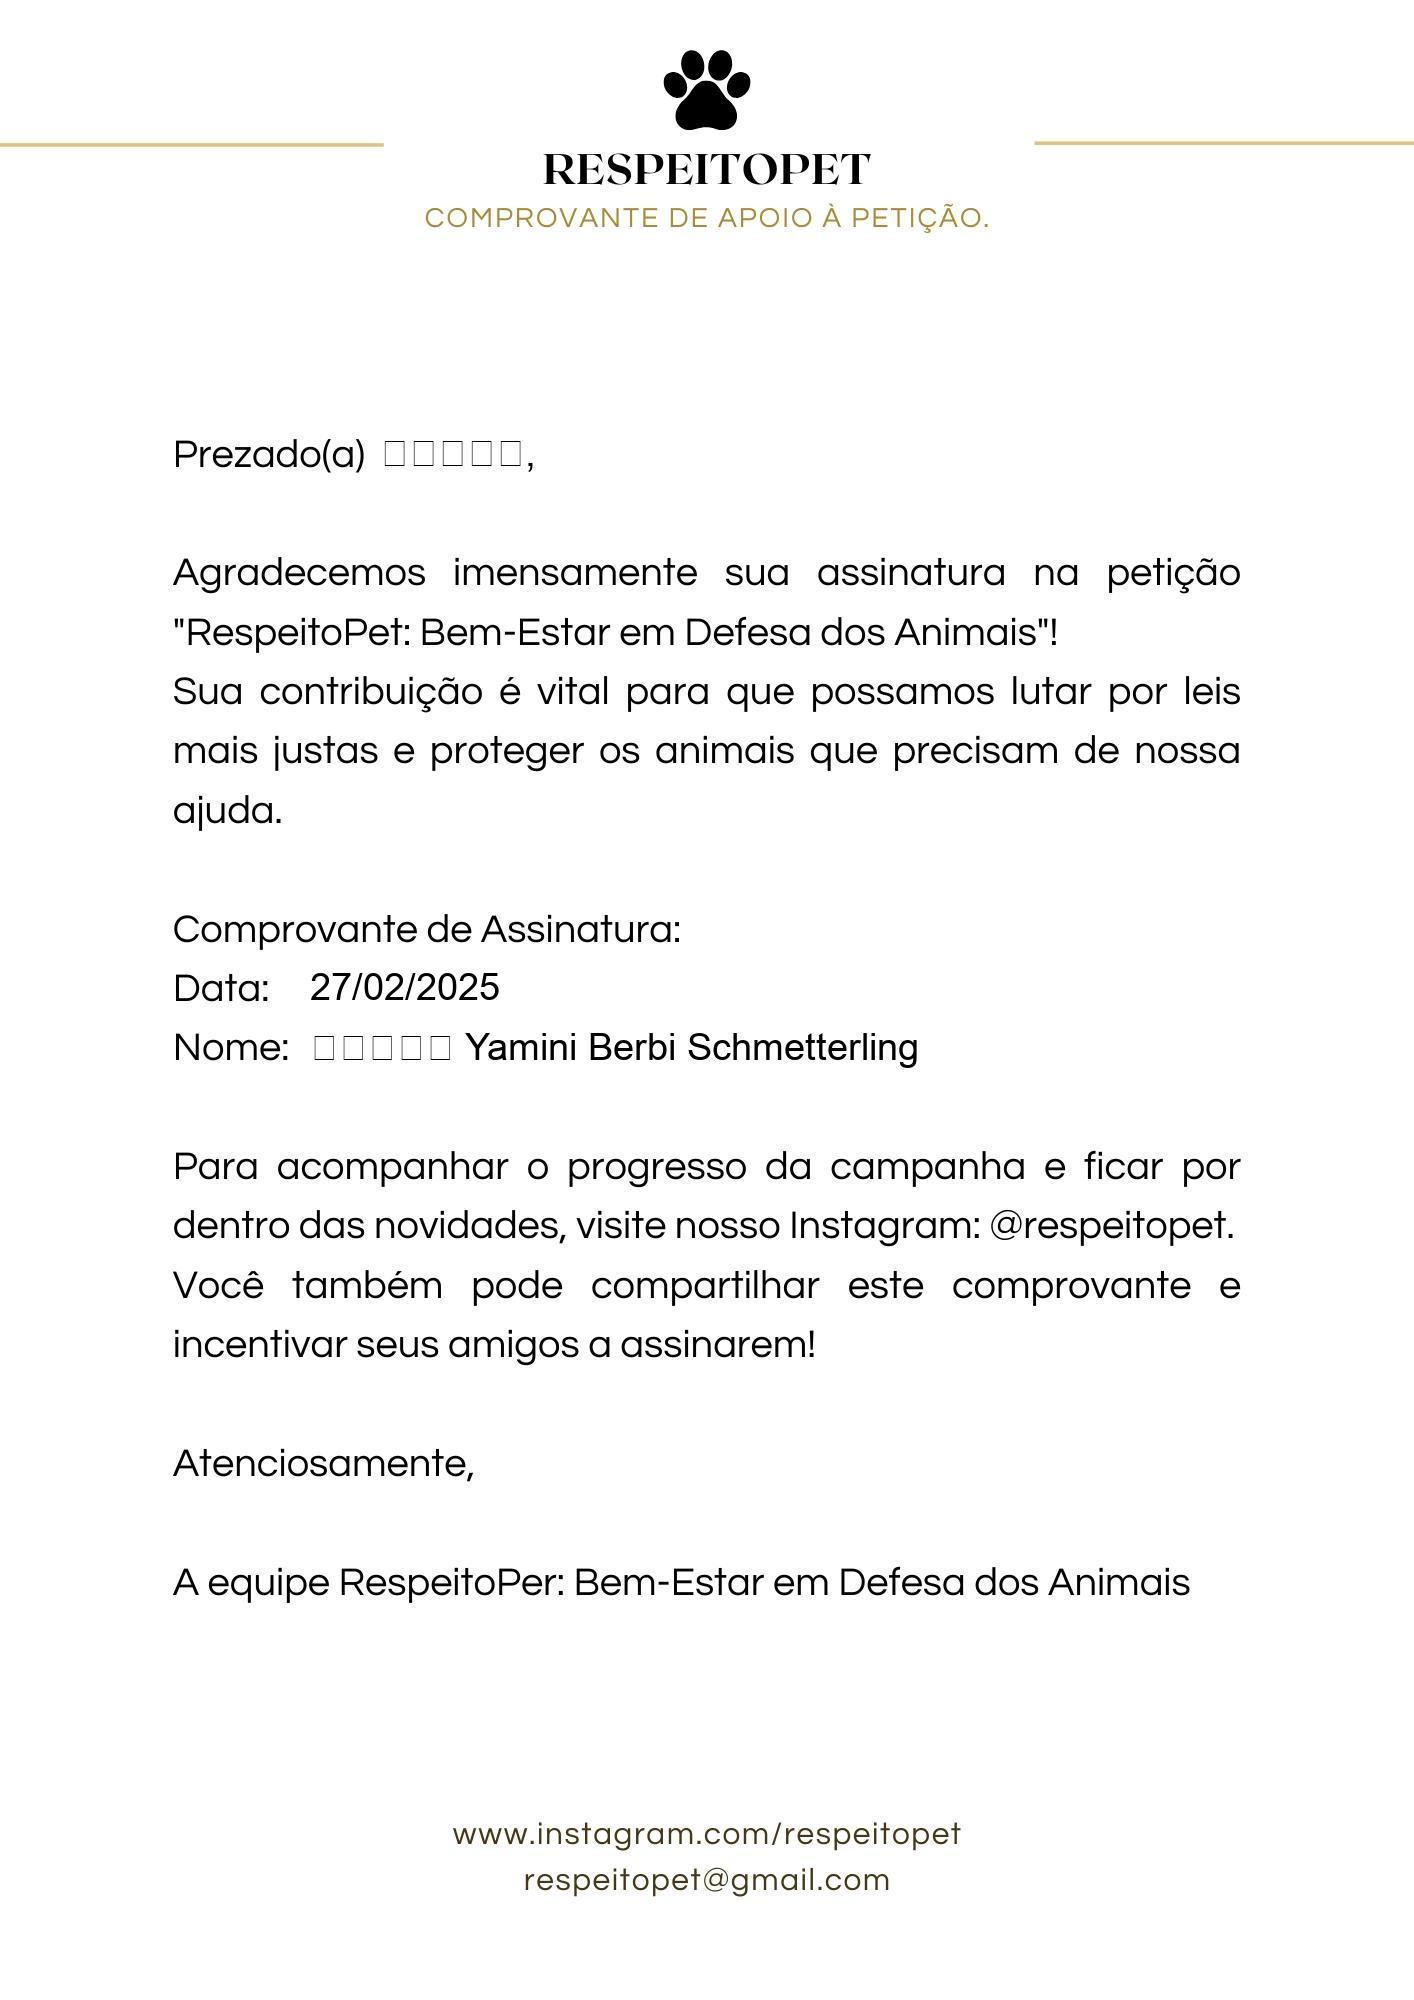 RESPEITOPET
COMPROVANTE DE APOIO À PETIÇÃO.
Prezado(a) □□□□□,
Agradecemos imensamente sua assinatura na petição
"RespeitoPet: Bem-Estar em Defesa dos Animais"!
Sua contribuição é vital para que possamos lutar por leis
mais justas e proteger os animais que precisam de nossa
ajuda.
Comprovante de Assinatura:
Data: 27/02/2025
Nome: □□□□□ Yamini Berbi Schmetterling
Para acompanhar o progresso da campanha e ficar por
dentro das novidades, visite nosso Instagram: @respeitopet.
Você também pode compartilhar este comprovante e
incentivar seus amigos a assinarem!
Atenciosamente,
A equipe RespeitoPer: Bem-Estar em Defesa dos Animais
www.instagram.com/respeitopet
respeitopet@gmail.com